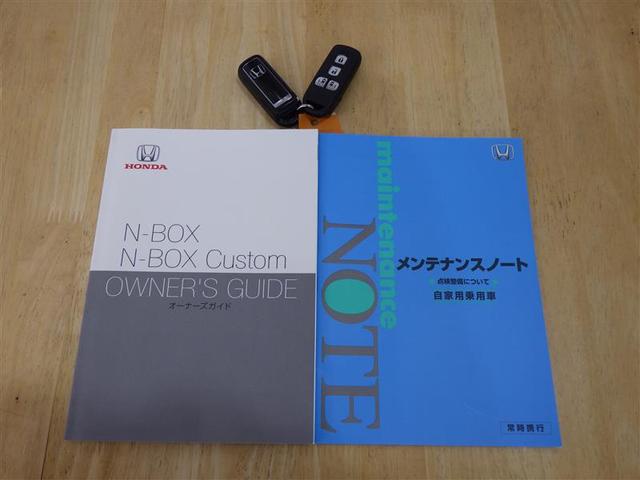 HONDA
N-BOX
N-BOX Custom
OWNER'S GUIDE
オーナーズガイド
maintenance
NOTE
メンテナンスノート
点検整備について
自家用乗用車
常時携行